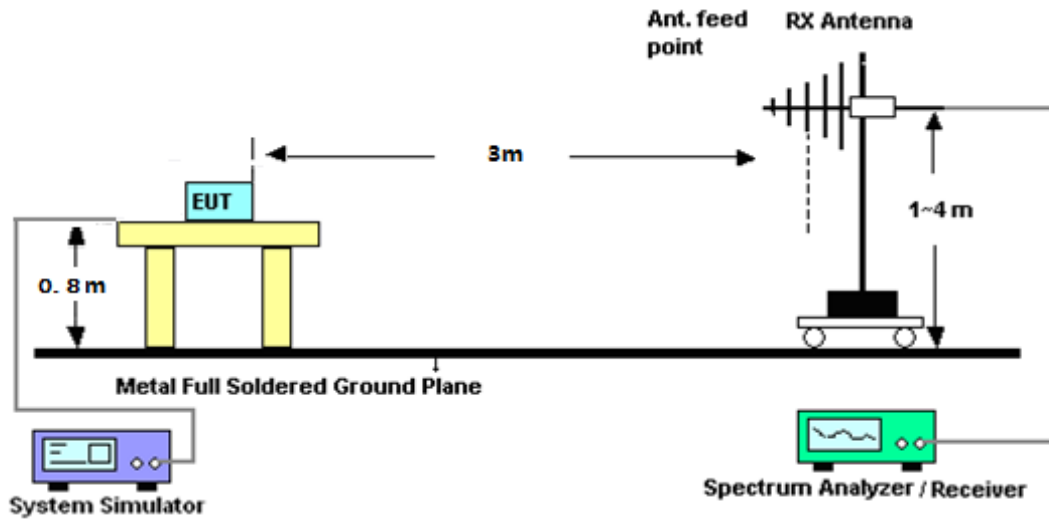 Ant. feed
point
RX Antenna
3m
EUT
1~4 m
0. 8 m
Metal Full Soldered Ground Plane
System Simulator
Spectrum Analyzer / Receiver